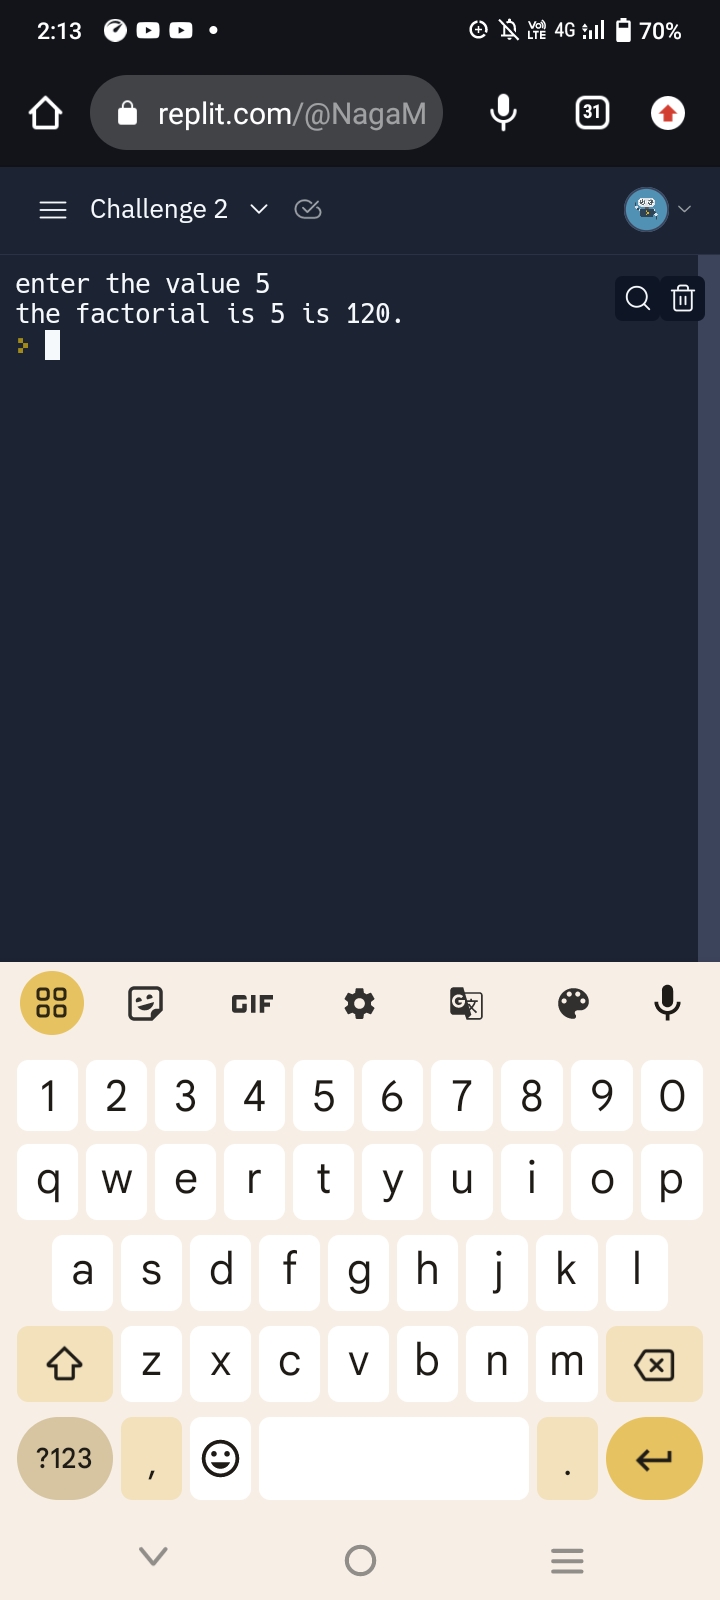 2:13 Vo) LTE 4G 70%
replit.com/@NagaM 31
Challenge 2
enter the value 5
the factorial is 5 is 120.
GIF G 文
1 2 3 4 5 6 7 8 9 0
q w e r t y u i o p
a s d f g h j k l
z x c v b n m
?123 , .